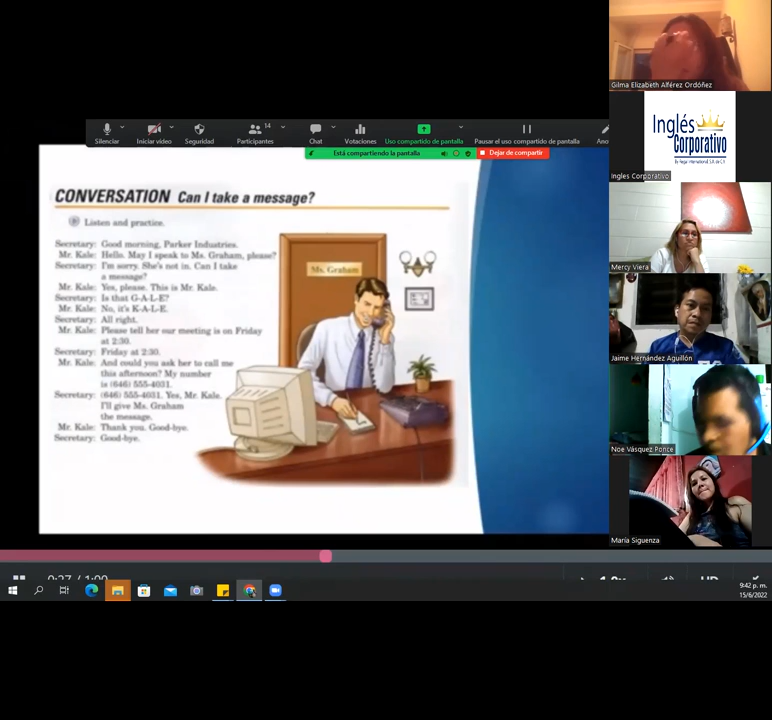 Silenciar
Iniciar video
Seguridad
14
Participantes
Chat
Votaciones
Uso compartido de pantalla
Pausar el uso compartido de pantalla
Ano
Está compartiendo la pantalla
Dejar de compartir
CONVERSATION Can I take a message?
Listen and practice.
Secretary: Good morning, Parker Industries.
Mr. Kale: Hello. May I speak to Ms. Graham, please?
Secretary: I'm sorry. She's not in. Can I take
a message?
Mr. Kale: Yes, please. This is Mr. Kale.
Secretary: Is that G-A-L-E?
Mr. Kale: No, it's K-A-L-E.
Secretary: All right.
Mr. Kale: Please tell her our meeting is on Friday
at 2:30.
Secretary: Friday at 2:30.
Mr. Kale: And could you ask her to call me
this afternoon? My number
is (646) 555-4031.
Secretary: (646) 555-4031. Yes, Mr. Kale.
I'll give Ms. Graham
the message.
Mr. Kale: Thank you. Good-bye.
Secretary: Good-bye.
Ms. Graham
Gilma Elizabeth Alférez Ordóñez
Inglés
Corporativo
Ingles Corporativo
Mercy Viera
Jaime Hernández Aguillón
Noe Vásquez Ponce
María Siguenza
0:27 / 1:00
HD
9:42 p. m.
15/6/2022